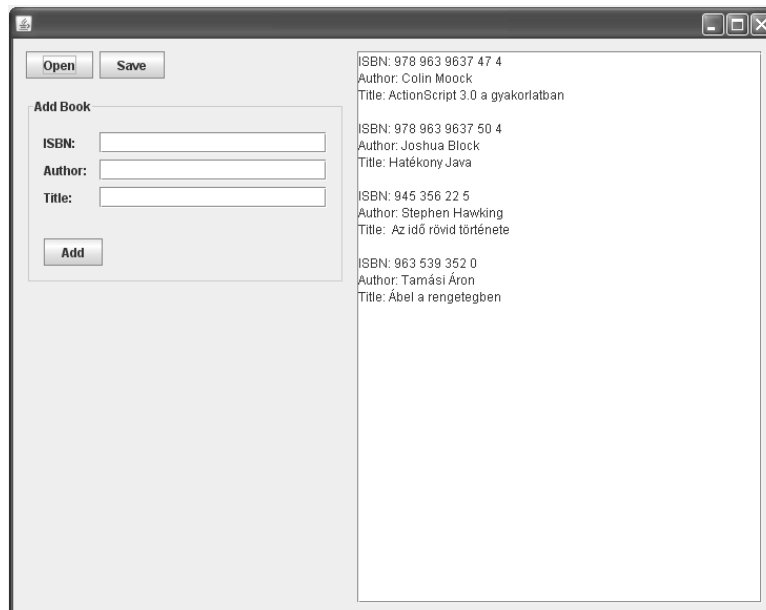 Open Save
Add Book
ISBN:
Author:
Title:
Add
ISBN: 978 963 9637 47 4
Author: Colin Moock
Title: ActionScript 3.0 a gyakorlatban
ISBN: 978 963 9637 50 4
Author: Joshua Block
Title: Hatékony Java
ISBN: 945 356 22 5
Author: Stephen Hawking
Title:  Az idő rövid története
ISBN: 963 539 352 0
Author: Tamási Áron
Title: Ábel a rengetegben